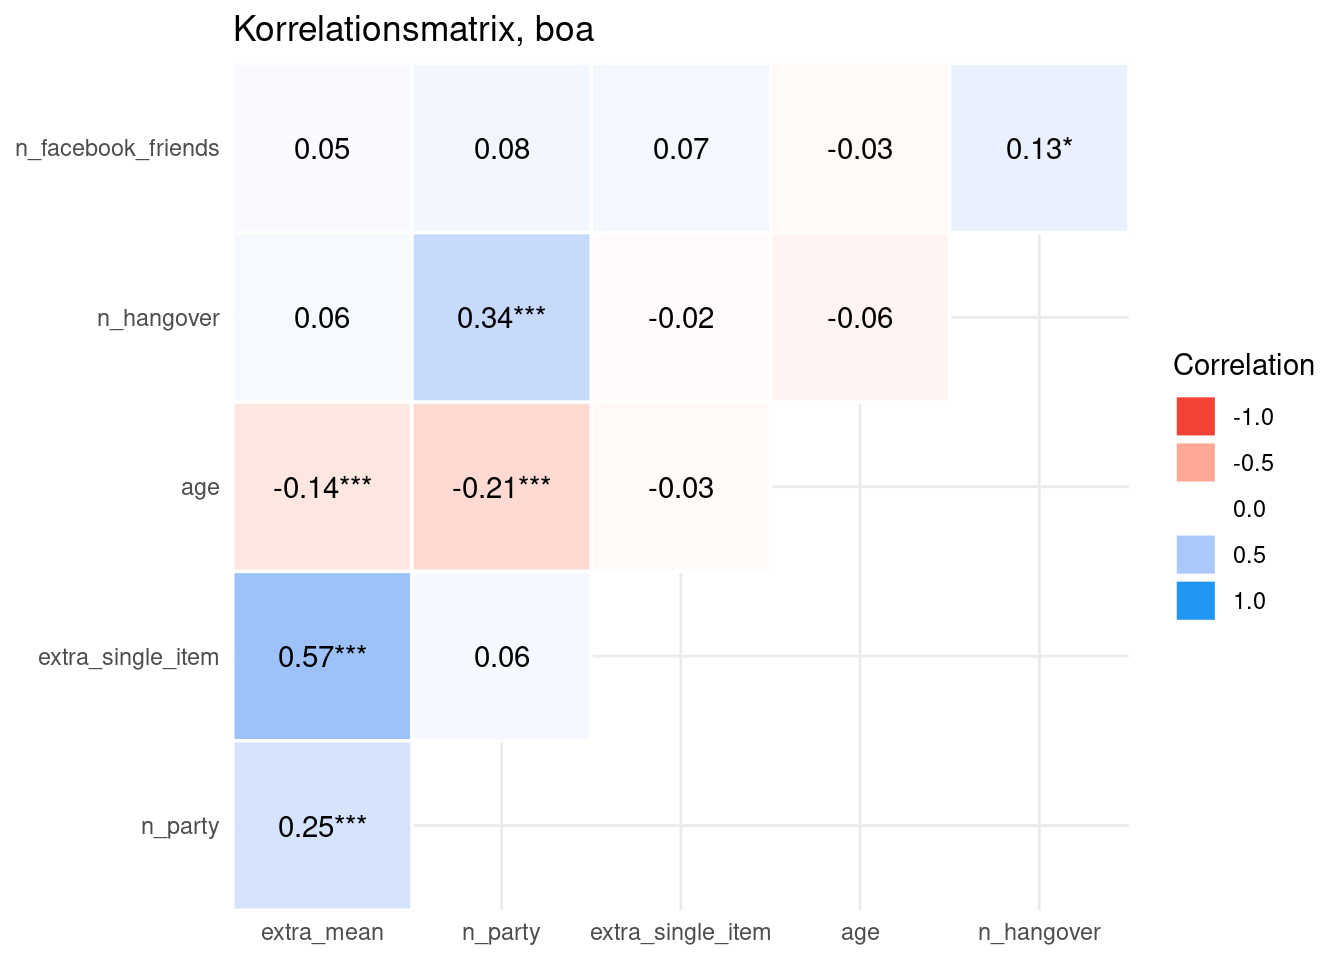 Korrelationsmatrix, boa
n_facebook_friends 0.05 0.08 0.07 -0.03 0.13*
n_hangover 0.06 0.34*** -0.02 -0.06
age -0.14*** -0.21*** -0.03
extra_single_item 0.57*** 0.06
n_party 0.25***
extra_mean n_party extra_single_item age n_hangover
Correlation
-1.0
-0.5
0.0
0.5
1.0